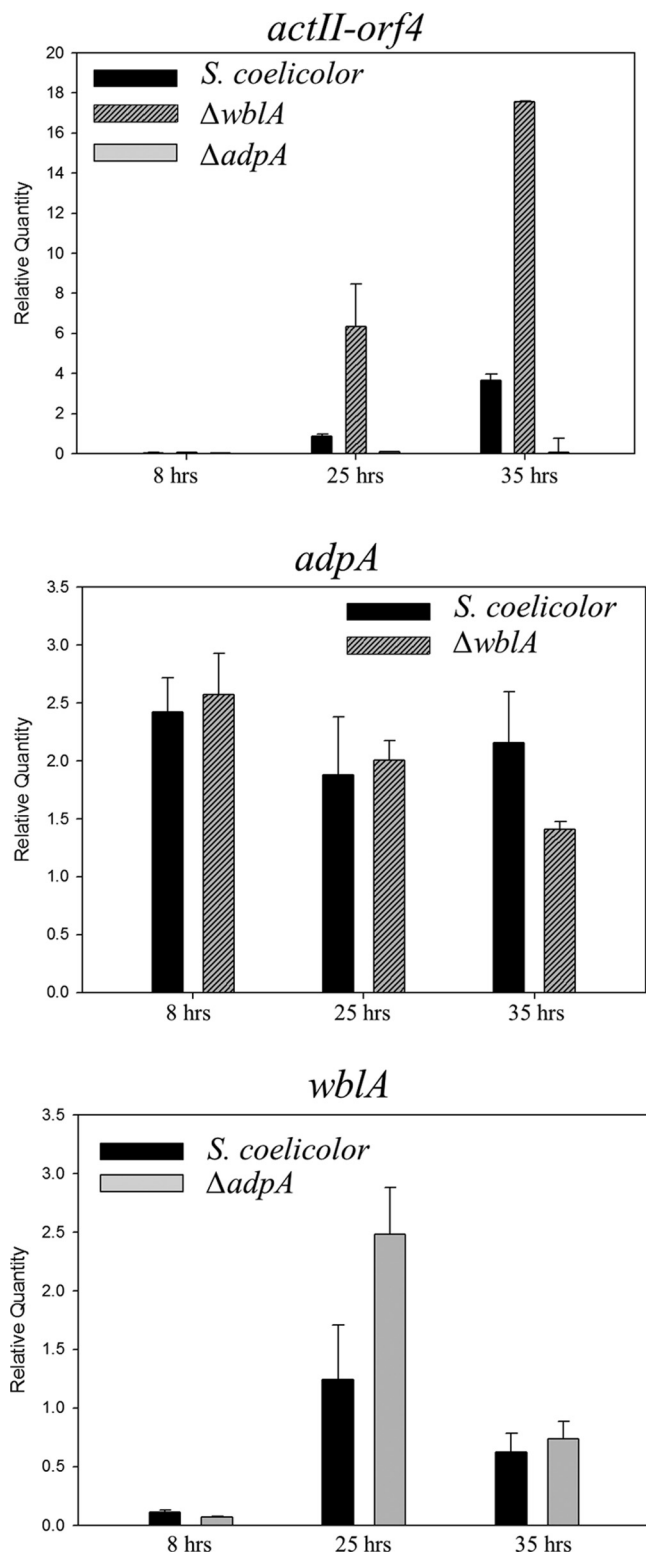 actII-orf4
20
18
16
14
12
10
8
6
4
2
0
Relative Quantity
S. coelicolor
ΔwblA
ΔadpA
8 hrs 25 hrs 35 hrs
adpA
3.5
3.0
2.5
2.0
1.5
1.0
0.5
0.0
Relative Quantity
S. coelicolor
ΔwblA
8 hrs 25 hrs 35 hrs
wblA
3.5
3.0
2.5
2.0
1.5
1.0
0.5
0.0
Relative Quantity
S. coelicolor
ΔadpA
8 hrs 25 hrs 35 hrs